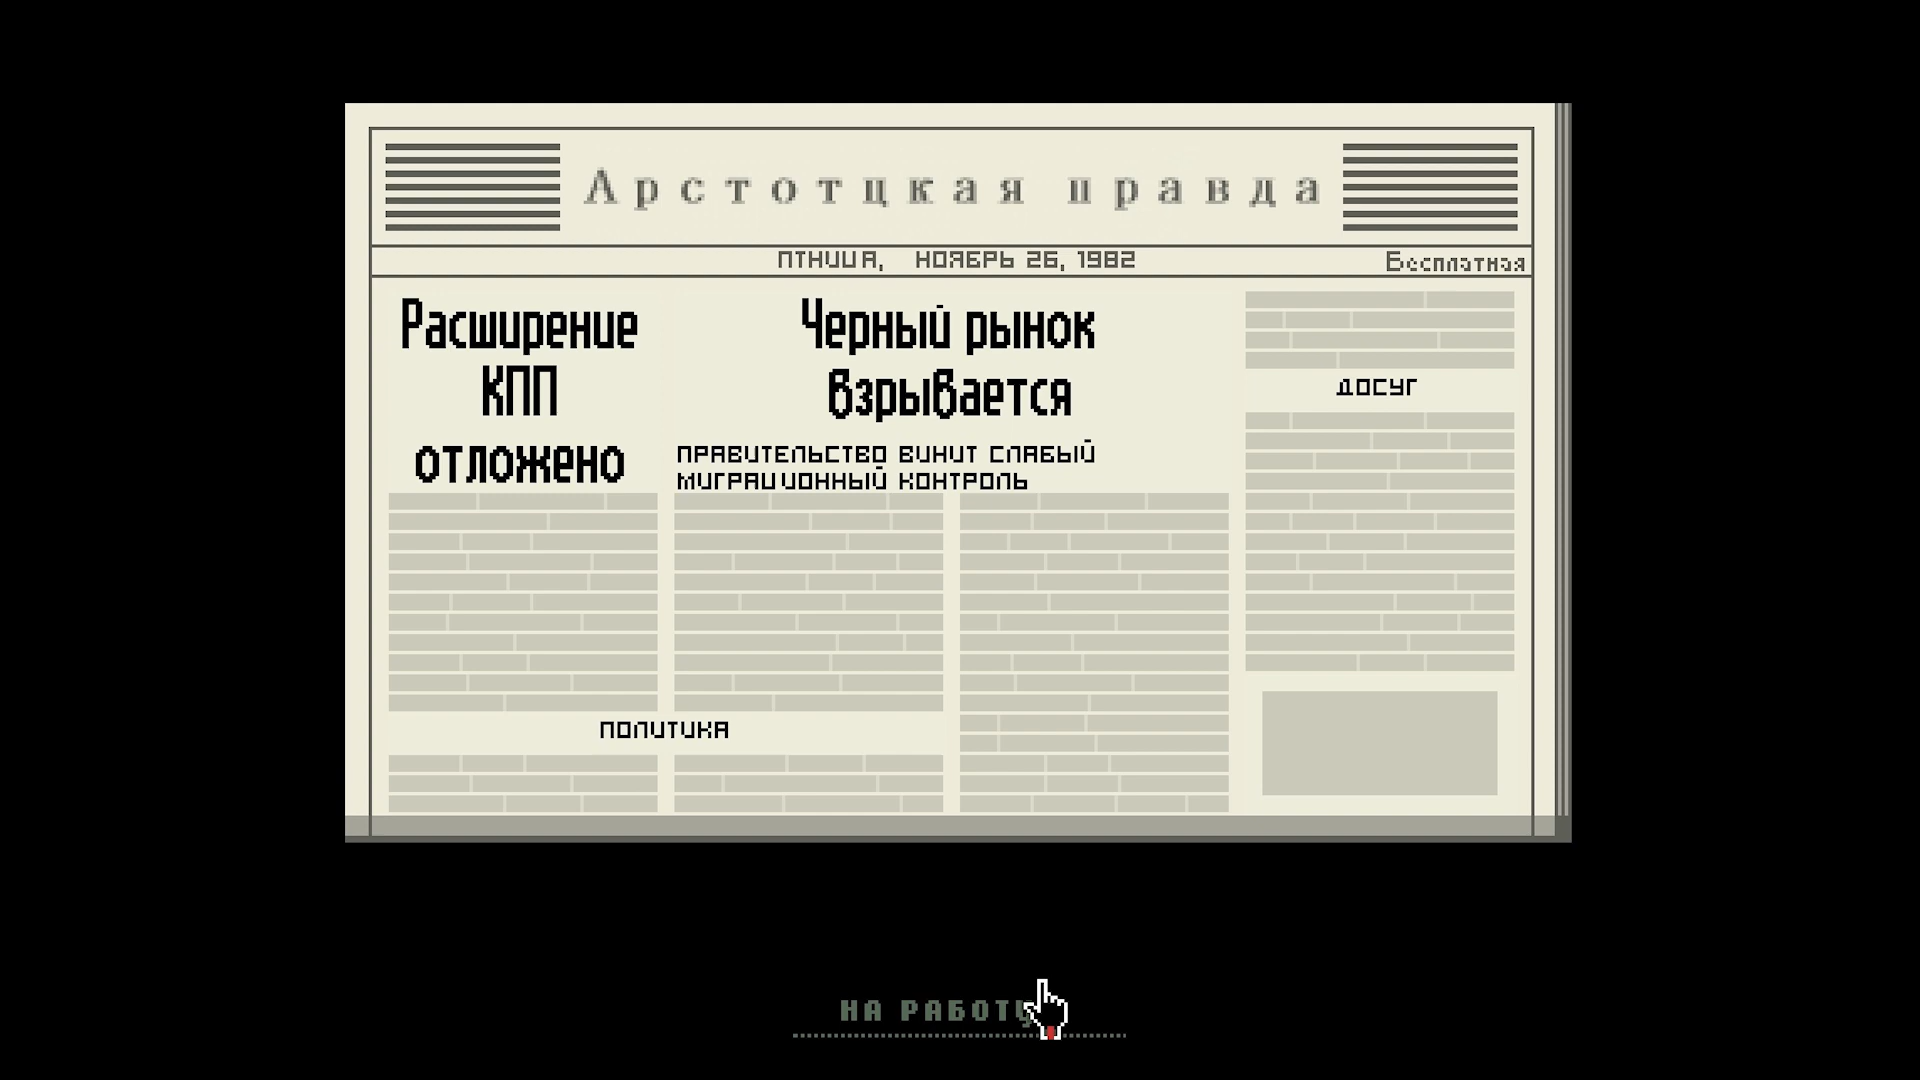 Арстотцкая правда
ПТНИЦА, НОЯБРЬ 26, 1982
Бесплатная
Расширение
КПП
отложено
Черный рынок
взрывается
ПРАВИТЕЛЬСТВО ВИНИТ СЛАБЫЙ
МИГРАЦИОННЫЙ КОНТРОЛЬ
ДОСУГ
ПОЛИТИКА
НА РАБОТУ